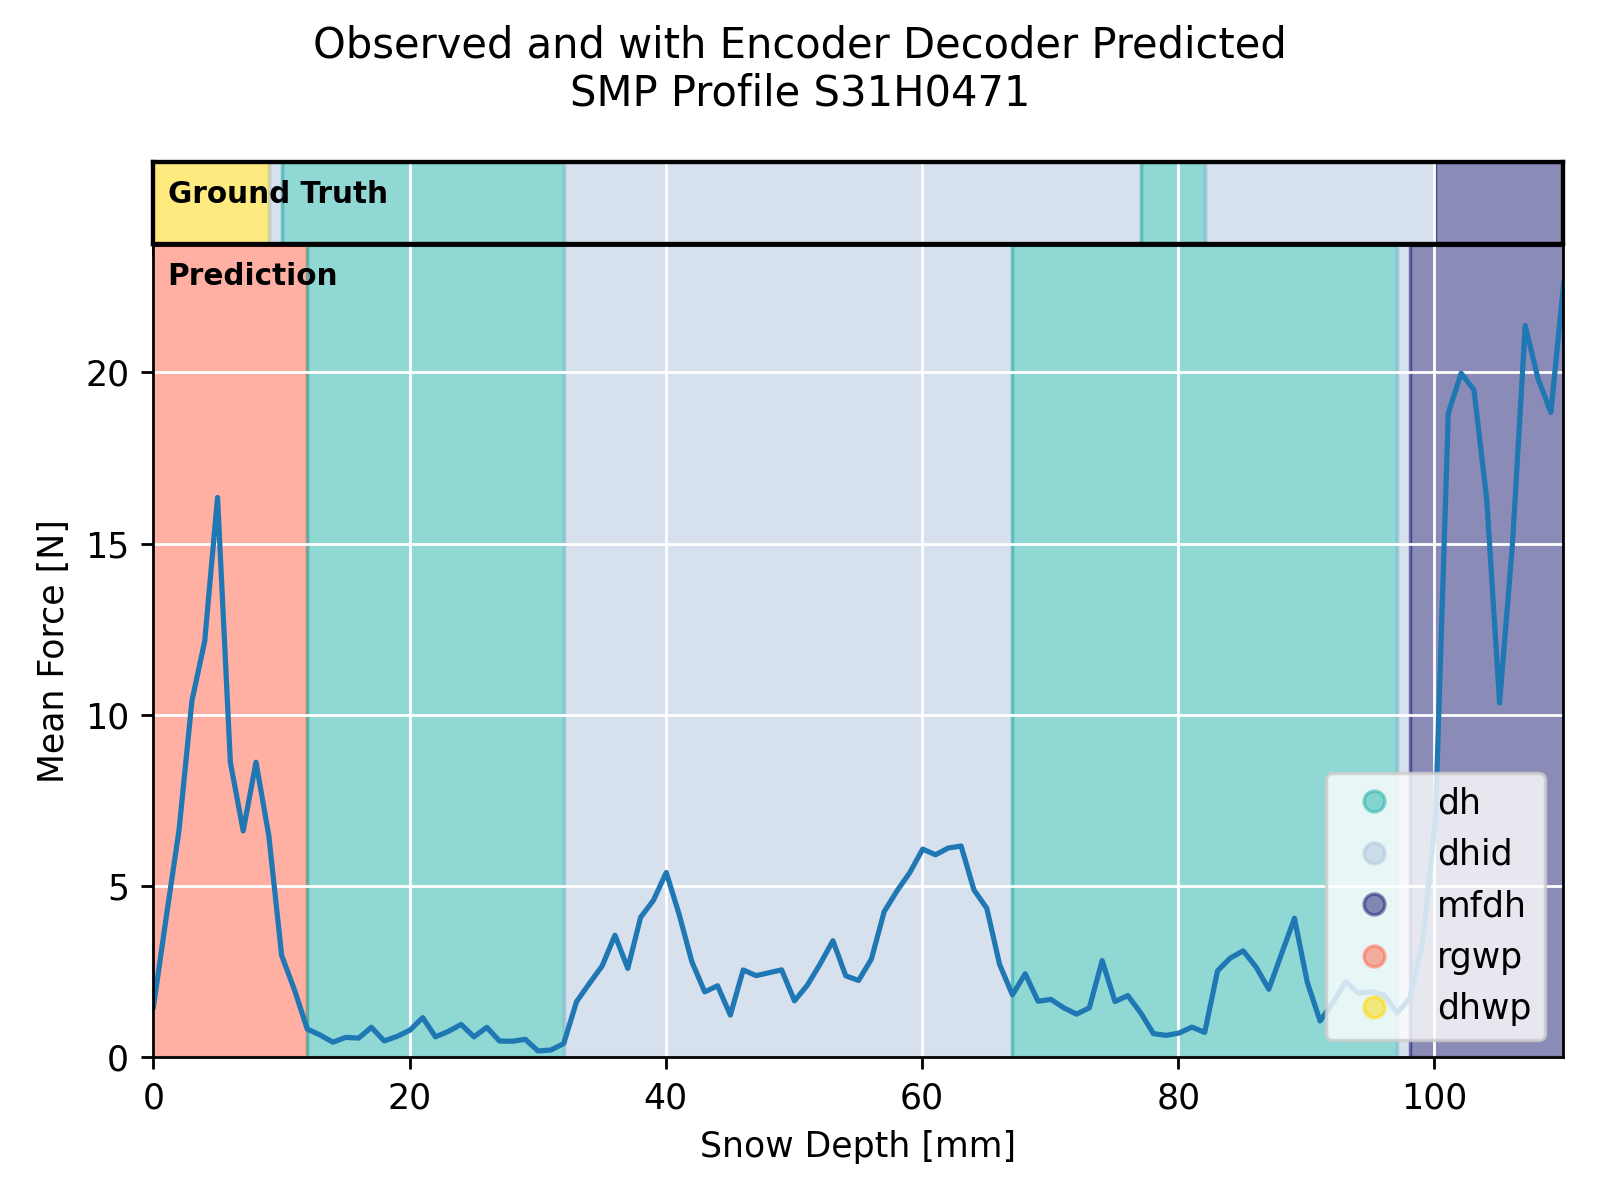 Observed and with Encoder Decoder Predicted
SMP Profile S31H0471
Ground Truth
Prediction
20
15
10
5
0
Mean Force [N]
dh
dhid
mfdh
rgwp
dhwp
0 20 40 60 80 100
Snow Depth [mm]